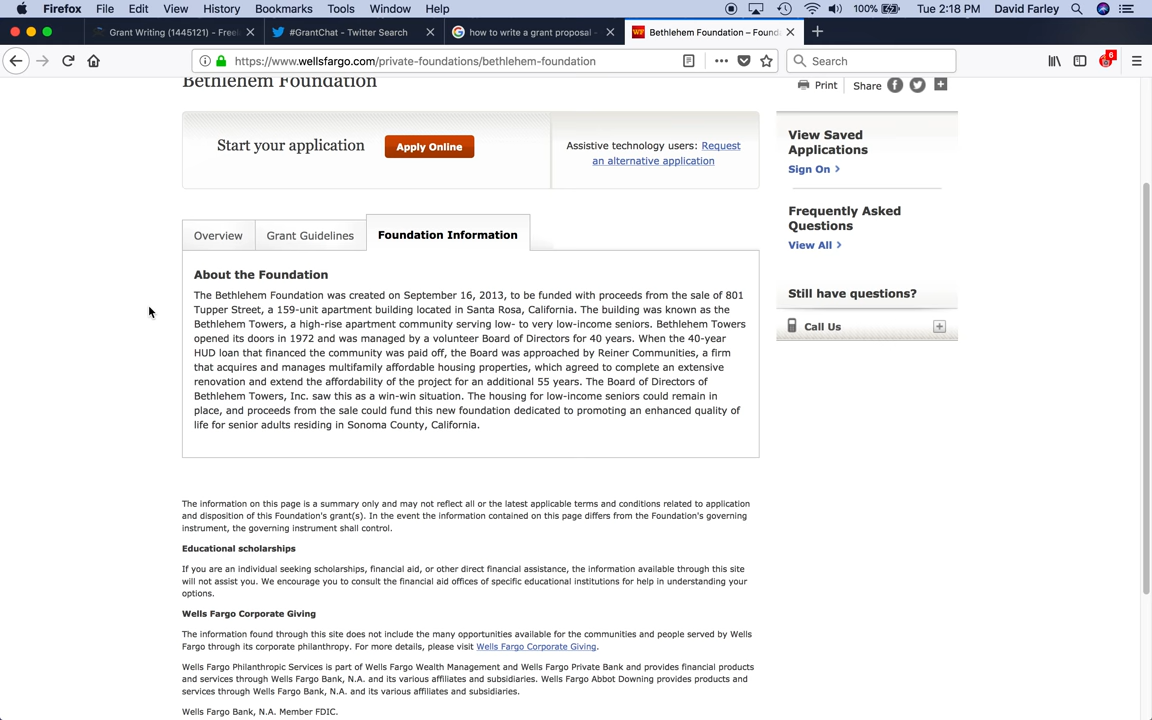 Firefox File Edit View History Bookmarks Tools Window Help 100% Tue 2:18 PM David Farley
Grant Writing (1445121) - Free #GrantChat - Twitter Search how to write a grant proposal - Bethlehem Foundation – Found
https://www.wellsfargo.com/private-foundations/bethlehem-foundation Search 6
Bethlehem Foundation
Print Share
Start your application Apply Online
Assistive technology users: Request
an alternative application
View Saved
Applications
Sign On
Frequently Asked
Questions
View All
Still have questions?
Call Us
Overview Grant Guidelines Foundation Information
About the Foundation
The Bethlehem Foundation was created on September 16, 2013, to be funded with proceeds from the sale of 801
Tupper Street, a 159-unit apartment building located in Santa Rosa, California. The building was known as the
Bethlehem Towers, a high-rise apartment community serving low- to very low-income seniors. Bethlehem Towers
opened its doors in 1972 and was managed by a volunteer Board of Directors for 40 years. When the 40-year
HUD loan that financed the community was paid off, the Board was approached by Reiner Communities, a firm
that acquires and manages multifamily affordable housing properties, which agreed to complete an extensive
renovation and extend the affordability of the project for an additional 55 years. The Board of Directors of
Bethlehem Towers, Inc. saw this as a win-win situation. The housing for low-income seniors could remain in
place, and proceeds from the sale could fund this new foundation dedicated to promoting an enhanced quality of
life for senior adults residing in Sonoma County, California.
The information on this page is a summary only and may not reflect all or the latest applicable terms and conditions related to application
and disposition of this Foundation's grant(s). In the event the information contained on this page differs from the Foundation's governing
instrument, the governing instrument shall control.
Educational scholarships
If you are an individual seeking scholarships, financial aid, or other direct financial assistance, the information available through this site
will not assist you. We encourage you to consult the financial aid offices of specific educational institutions for help in understanding your
options.
Wells Fargo Corporate Giving
The information found through this site does not include the many opportunities available for the communities and people served by Wells
Fargo through its corporate philanthropy. For more details, please visit Wells Fargo Corporate Giving.
Wells Fargo Philanthropic Services is part of Wells Fargo Wealth Management and Wells Fargo Private Bank and provides financial products
and services through Wells Fargo Bank, N.A. and its various affiliates and subsidiaries. Wells Fargo Abbot Downing provides products and
services through Wells Fargo Bank, N.A. and its various affiliates and subsidiaries.
Wells Fargo Bank, N.A. Member FDIC.